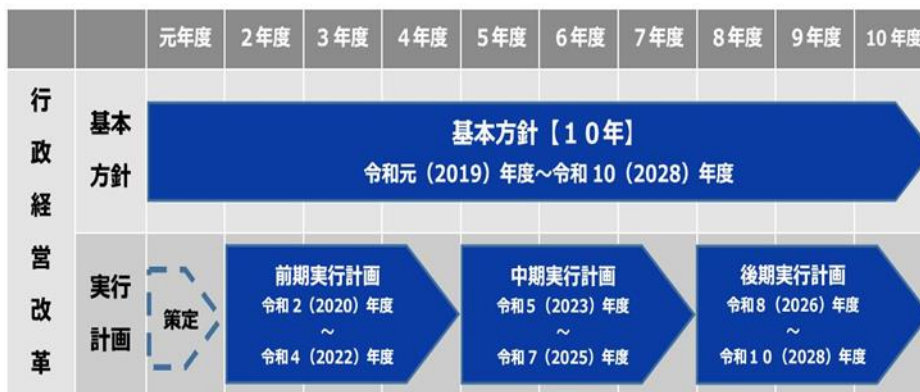 元年度 2年度 3年度 4年度 5年度 6年度 7年度 8年度 9年度 10年度
行政経営改革
基本
方針
基本方針【10年】
令和元（2019）年度～令和10（2028）年度
実行
計画
策定
前期実行計画
令和2（2020）年度
～
令和4（2022）年度
中期実行計画
令和5（2023）年度
～
令和7（2025）年度
後期実行計画
令和8（2026）年度
～
令和10（2028）年度